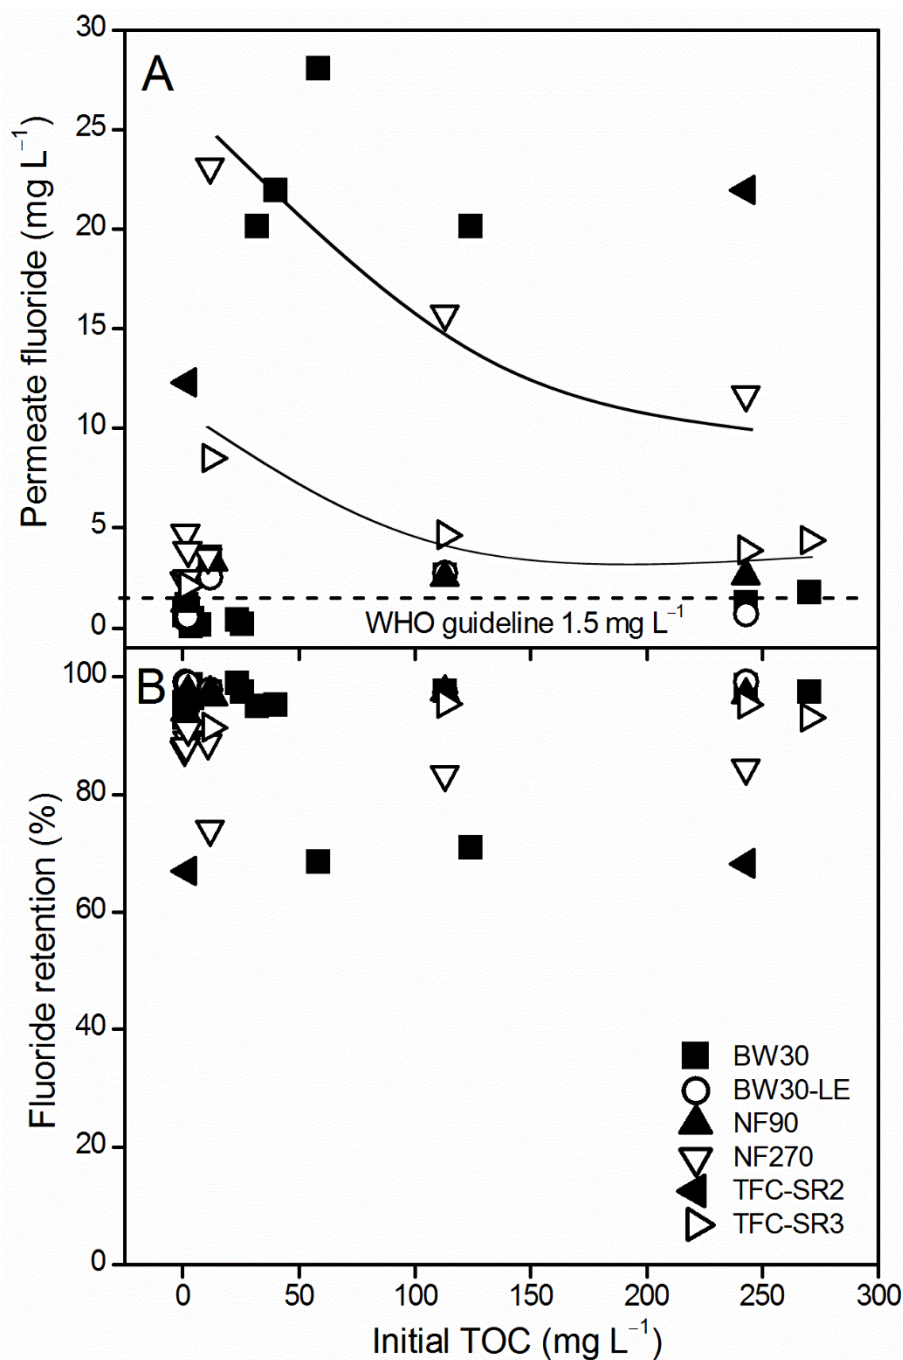 A
30
25
20
15
10
5
0
Permeate fluoride (mg L⁻¹)
WHO guideline 1.5 mg L⁻¹
B
100
80
60
40
20
0
Fluoride retention (%)
BW30
BW30-LE
NF90
NF270
TFC-SR2
TFC-SR3
0 50 100 150 200 250 300
Initial TOC (mg L⁻¹)